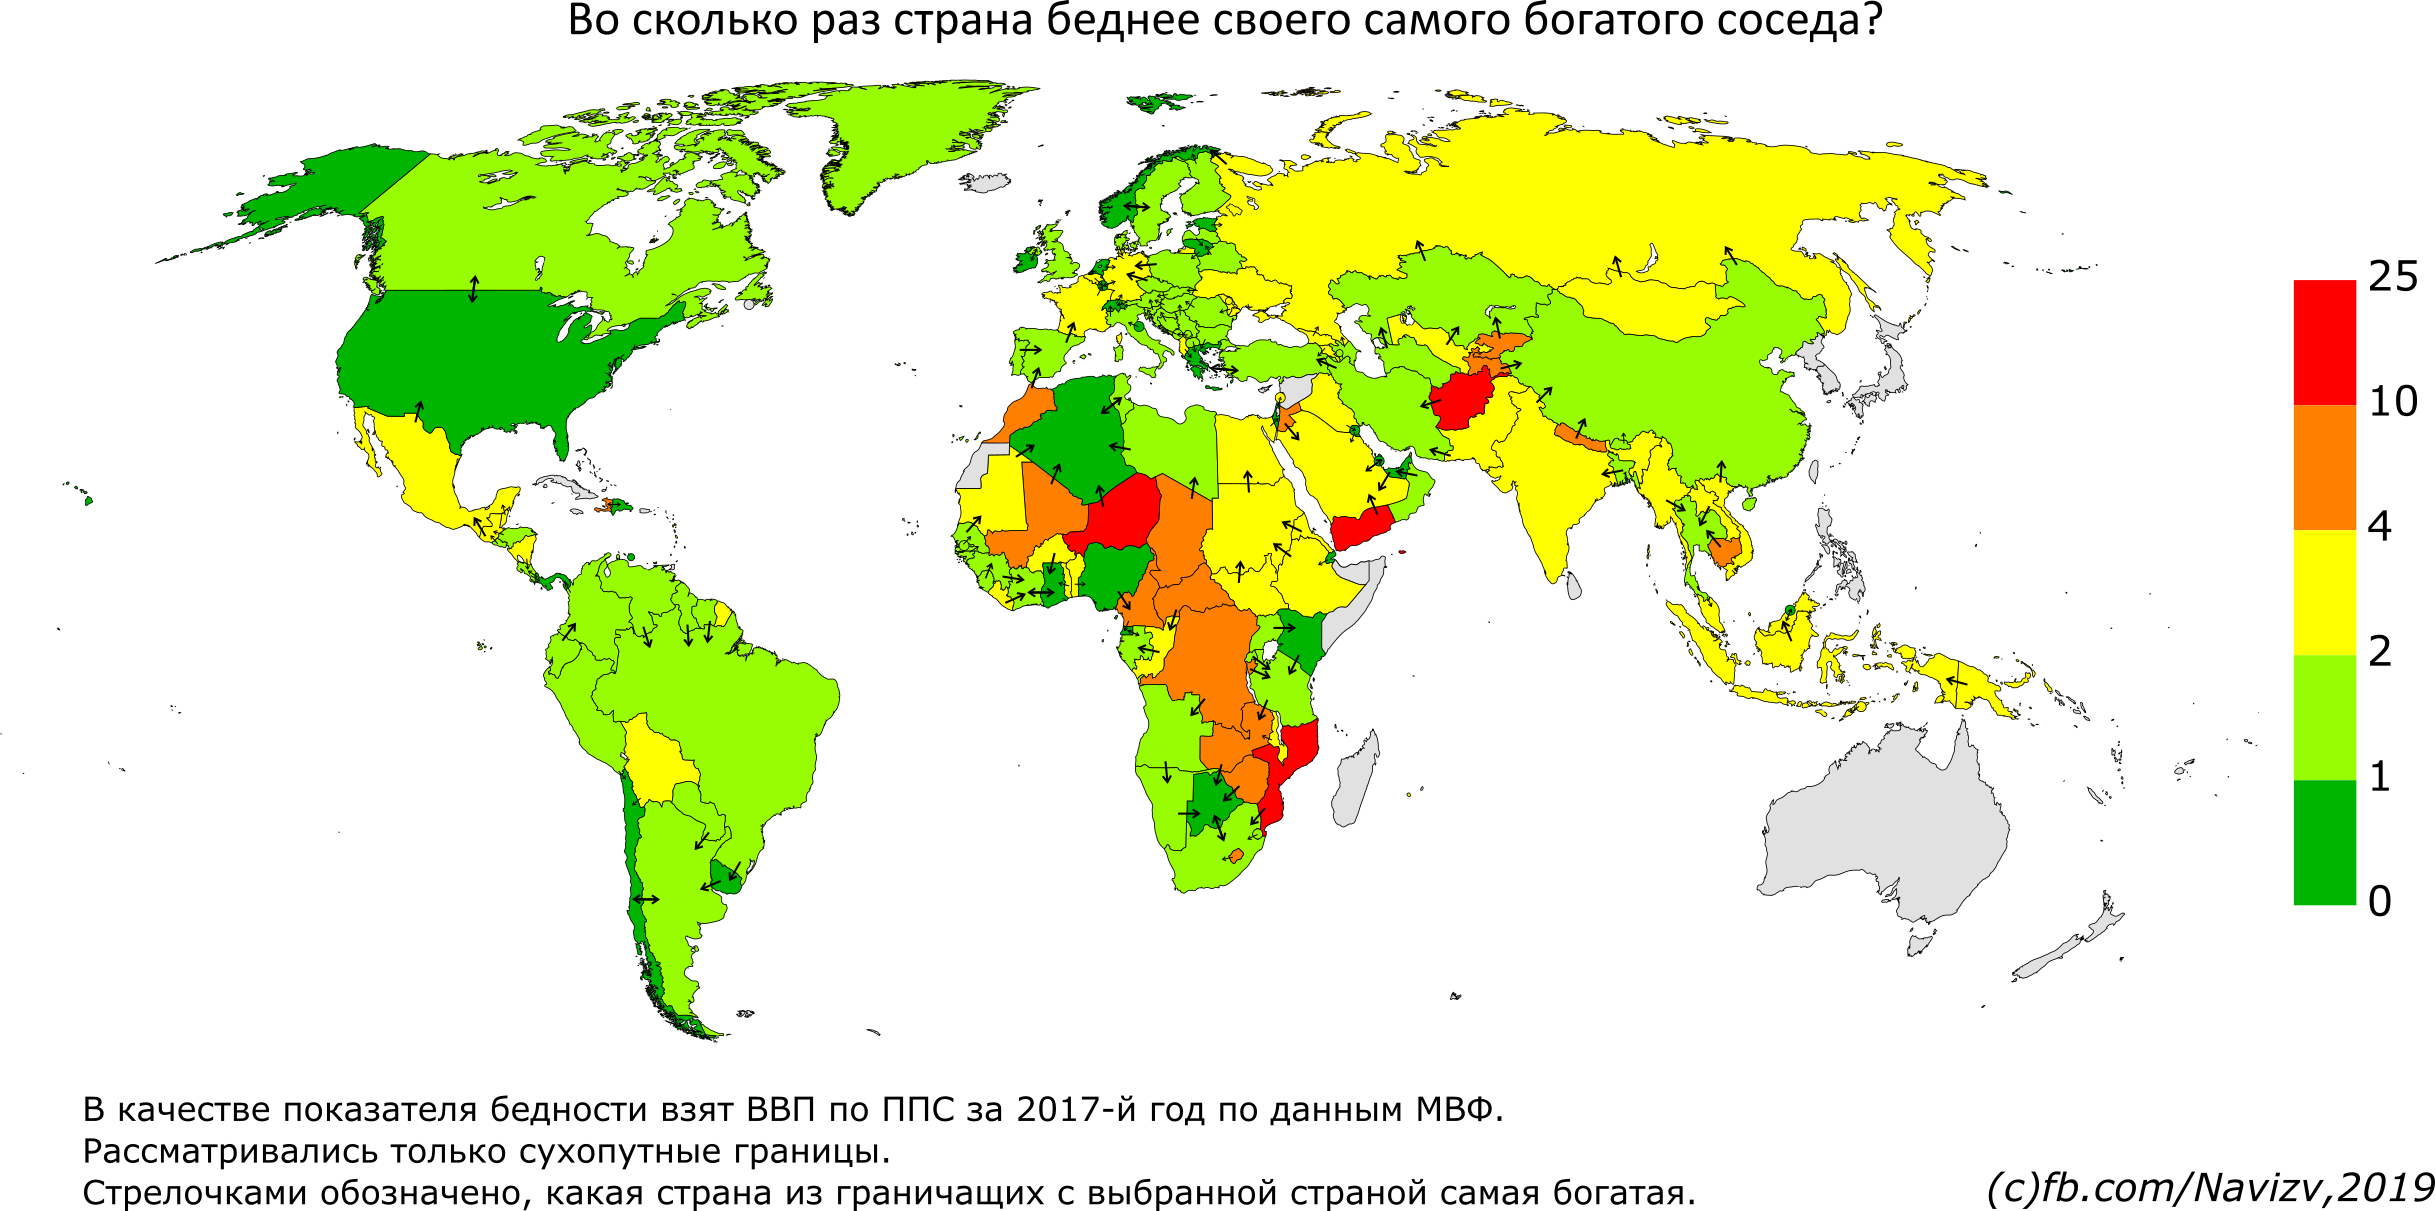 Во сколько раз страна беднее своего самого богатого соседа?
25
10
4
2
1
0
В качестве показателя бедности взят ВВП по ППС за 2017-й год по данным МВФ.
Рассматривались только сухопутные границы.
Стрелочками обозначено, какая страна из граничащих с выбранной страной самая богатая.
(c)fb.com/Navizv,2019